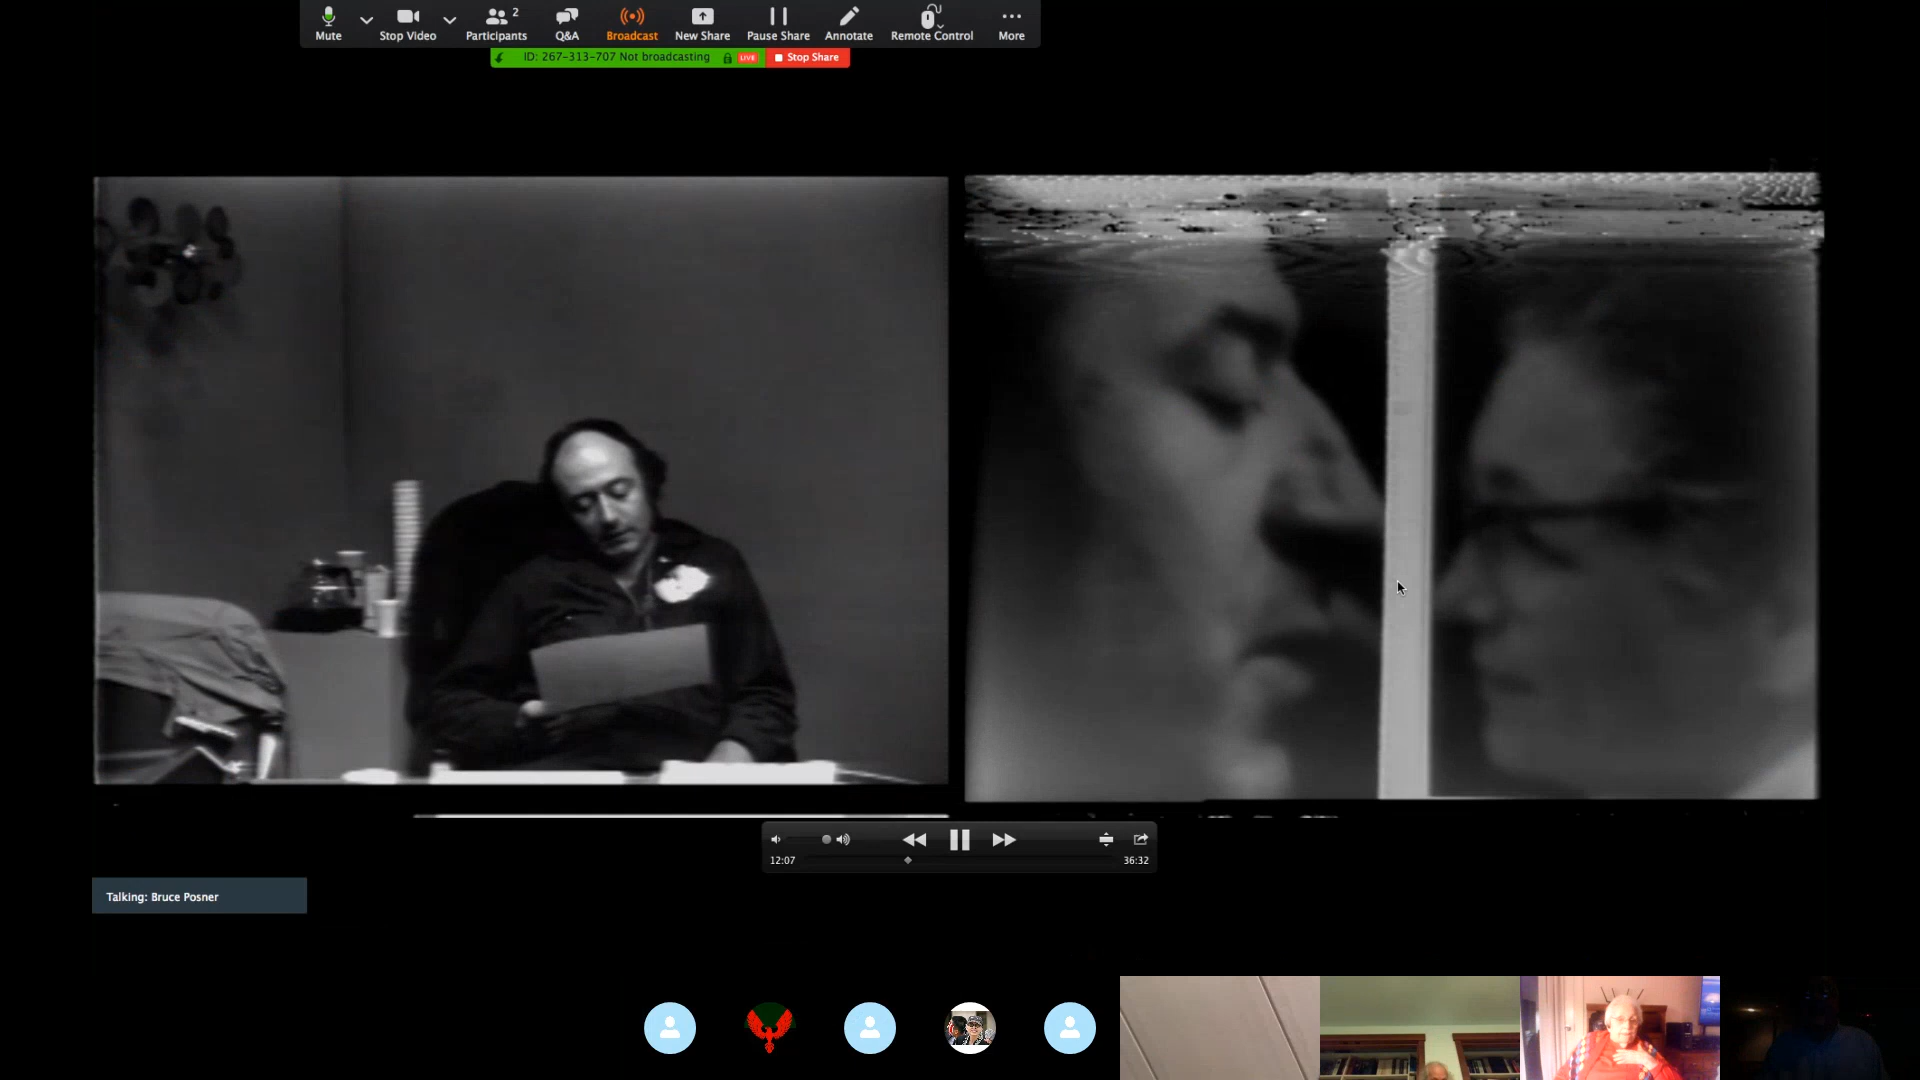 2
Mute
Stop Video
Participants
Q&A
Broadcast
New Share
Pause Share
Annotate
Remote Control
More
ID: 267-313-707 Not broadcasting
LIVE
Stop Share
12:07
36:32
Talking: Bruce Posner